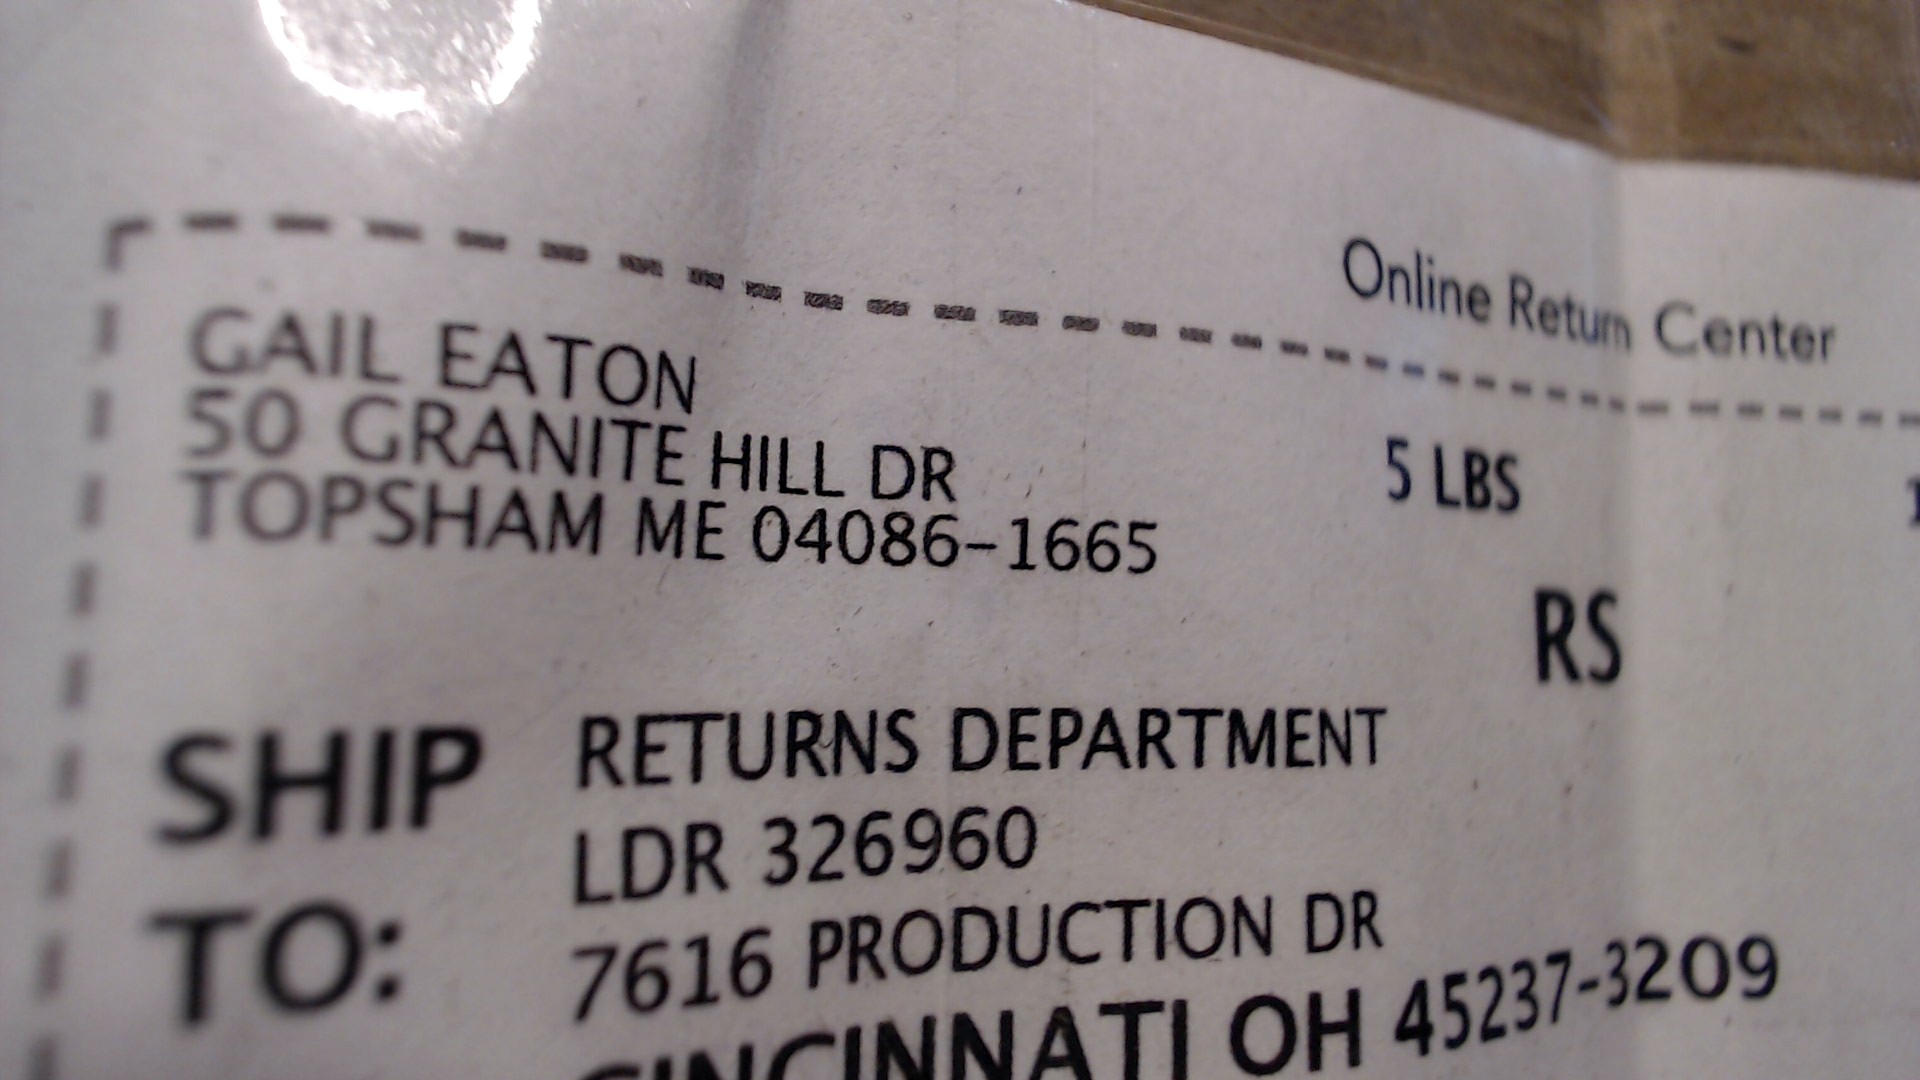 Online Return Center
GAIL EATON
50 GRANITE HILL DR
TOPSHAM ME 04086-1665
5 LBS
RS
SHIP TO:
RETURNS DEPARTMENT
LDR 326960
7616 PRODUCTION DR
CINCINNATI OH 45237-3209